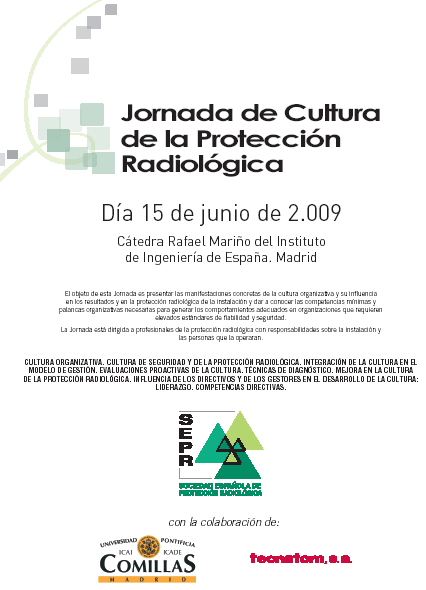 Jornada de Cultura
de la Protección
Radiológica
Día 15 de junio de 2.009
Cátedra Rafael Mariño del Instituto
de Ingeniería de España. Madrid
El objeto de esta Jornada es presentar las manifestaciones concretas de la cultura organizativa y su influencia
en los resultados y en la protección radiológica de la instalación y dar a conocer las competencias mínimas y
palancas organizativas necesarias para generar los comportamientos adecuados en organizaciones que requieren
elevados estándares de fiabilidad y seguridad.
La Jornada está dirigida a profesionales de la protección radiológica con responsabilidades sobre la instalación y
las personas que la operaran.
CULTURA ORGANIZATIVA. CULTURA DE SEGURIDAD Y DE LA PROTECCIÓN RADIOLÓGICA. INTEGRACIÓN DE LA CULTURA EN EL
MODELO DE GESTIÓN. EVALUACIONES PROACTIVAS DE LA CULTURA. TÉCNICAS DE DIAGNÓSTICO. MEJORA EN LA CULTURA
DE LA PROTECCIÓN RADIOLÓGICA. INFLUENCIA DE LOS DIRECTIVOS Y DE LOS GESTORES EN EL DESARROLLO DE LA CULTURA:
LIDERAZGO. COMPETENCIAS DIRECTIVAS.
SEPR
SOCIEDAD ESPAÑOLA DE
PROTECCIÓN RADIOLÓGICA
con la colaboración de:
UNIVERSIDAD PONTIFICIA
ICAI ICADE
COMILLAS
MADRID
tecnatom, s.a.